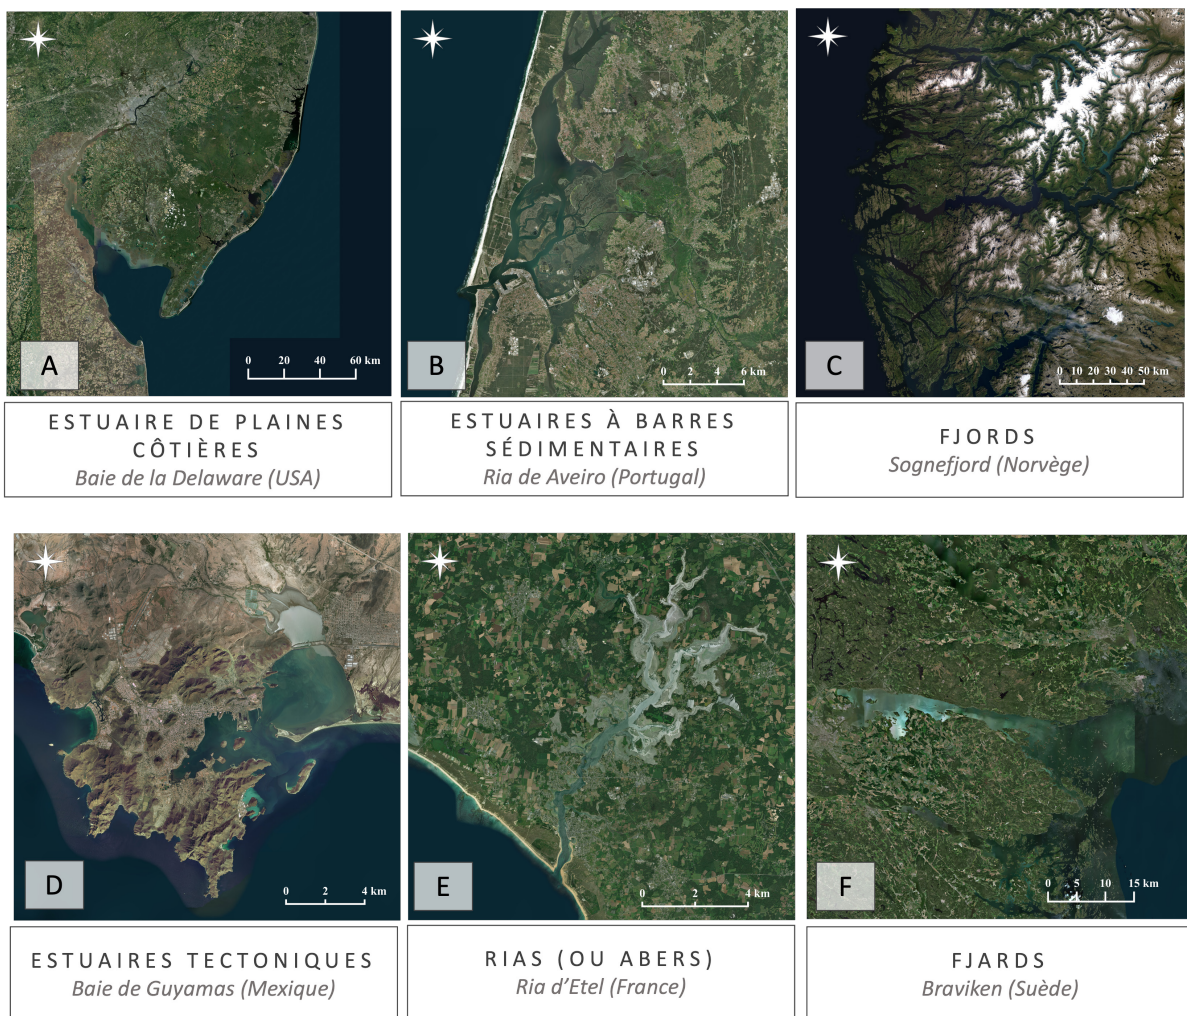 A
0 20 40 60 km
B
0 2 4 6 km
C
0 10 20 30 40 50 km
ESTUAIRE DE PLAINES
CÔTIÈRES
Baie de la Delaware (USA)
ESTUAIRES À BARRES
SÉDIMENTAIRES
Ria de Aveiro (Portugal)
FJORDS
Sognefjord (Norvège)
D
0 2 4 km
E
0 2 4 km
F
0 5 10 15 km
ESTUAIRES TECTONIQUES
Baie de Guyamas (Mexique)
RIAS (OU ABERS)
Ria d’Etel (France)
FJARDS
Braviken (Suède)